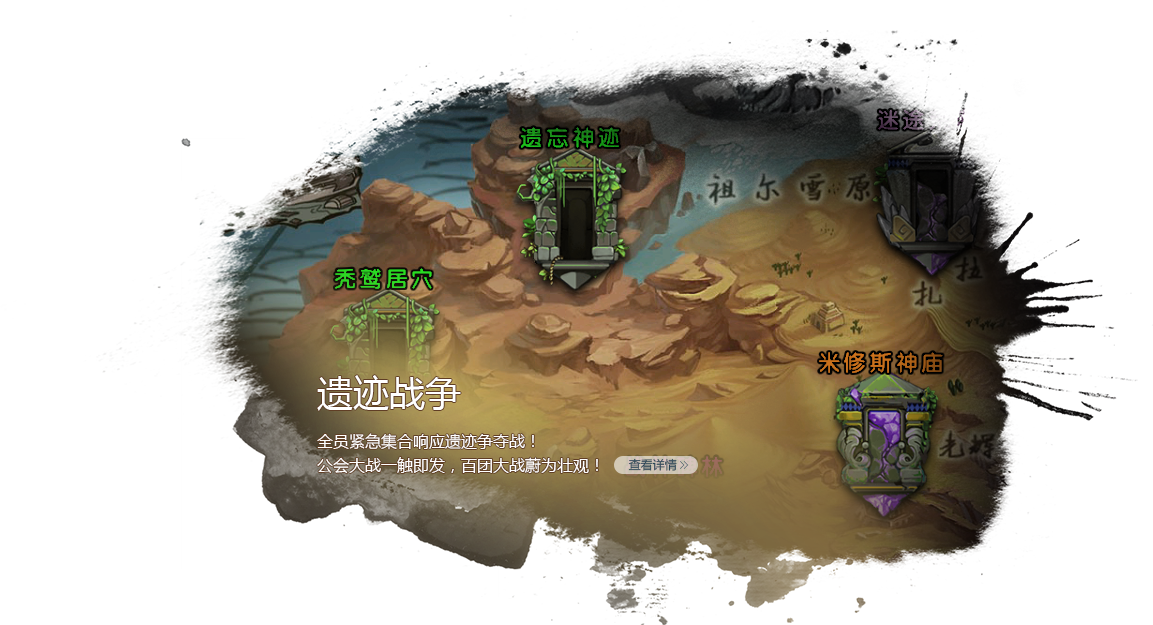 迷途
遗忘神迹
祖尔雪原
拉
扎
秃鹫居穴
米修斯神庙
遗迹战争
光辉
全员紧急集合响应遗迹争夺战！
公会大战一触即发，百团大战蔚为壮观！ 查看详情 »
林